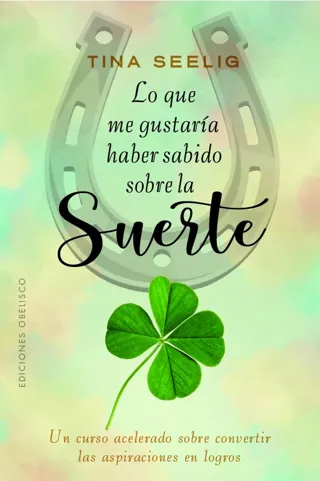 TINA SEELIG
Lo que
me gustaría
haber sabido
sobre la
Suerte
EDICIONES OBELISCO
Un curso acelerado sobre convertir
las aspiraciones en logros